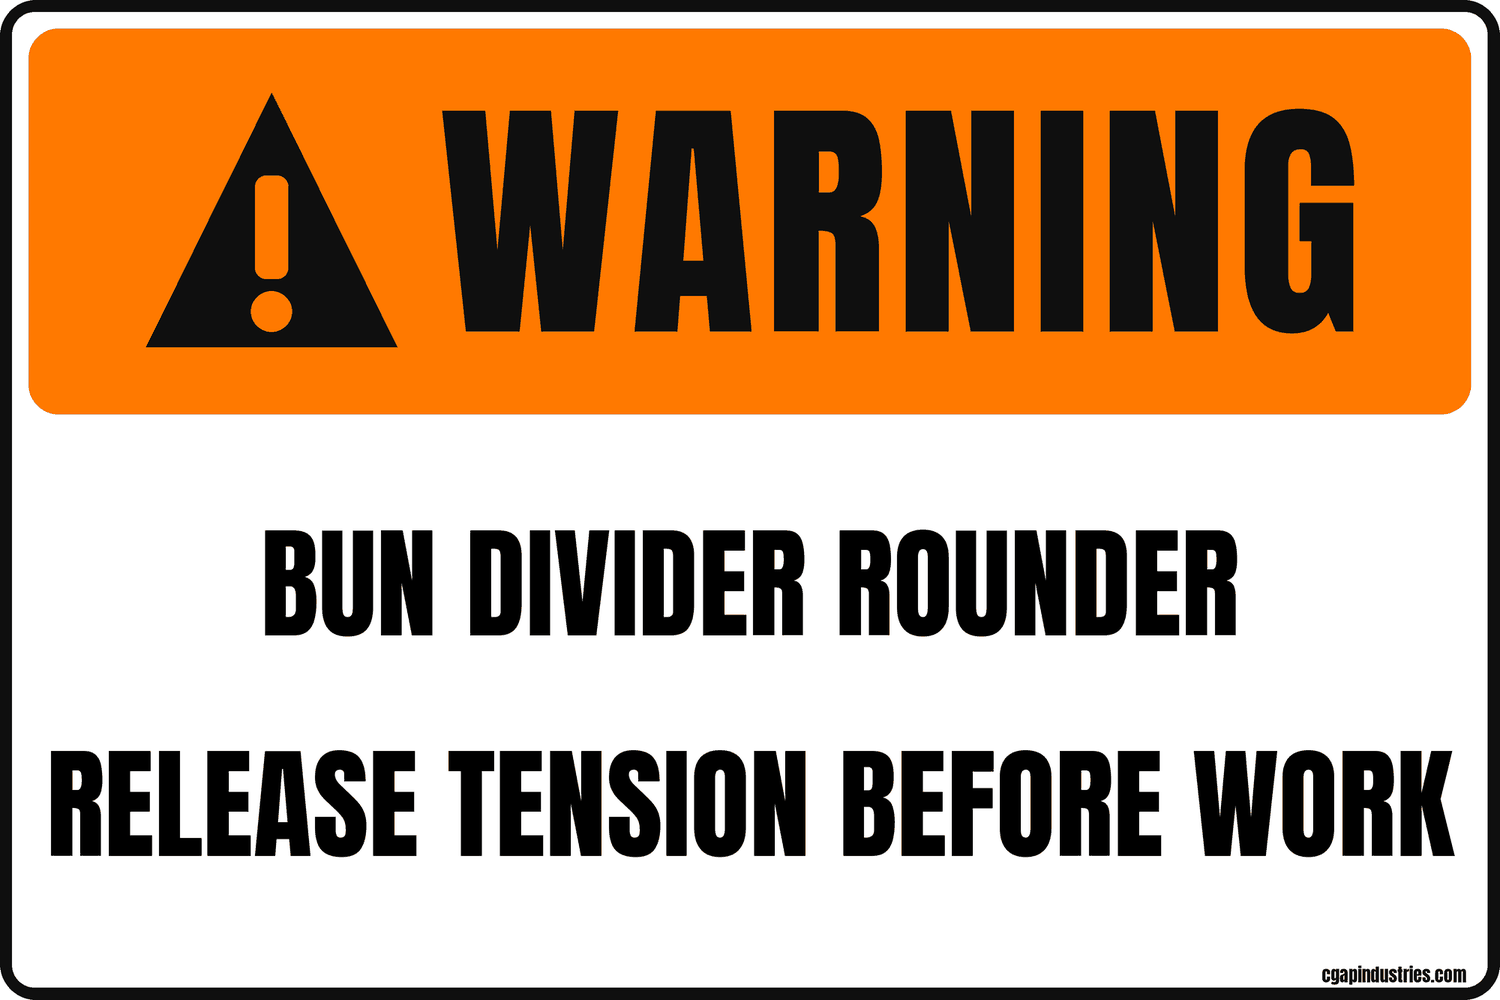 WARNING
BUN DIVIDER ROUNDER
RELEASE TENSION BEFORE WORK
cgapindustries.com